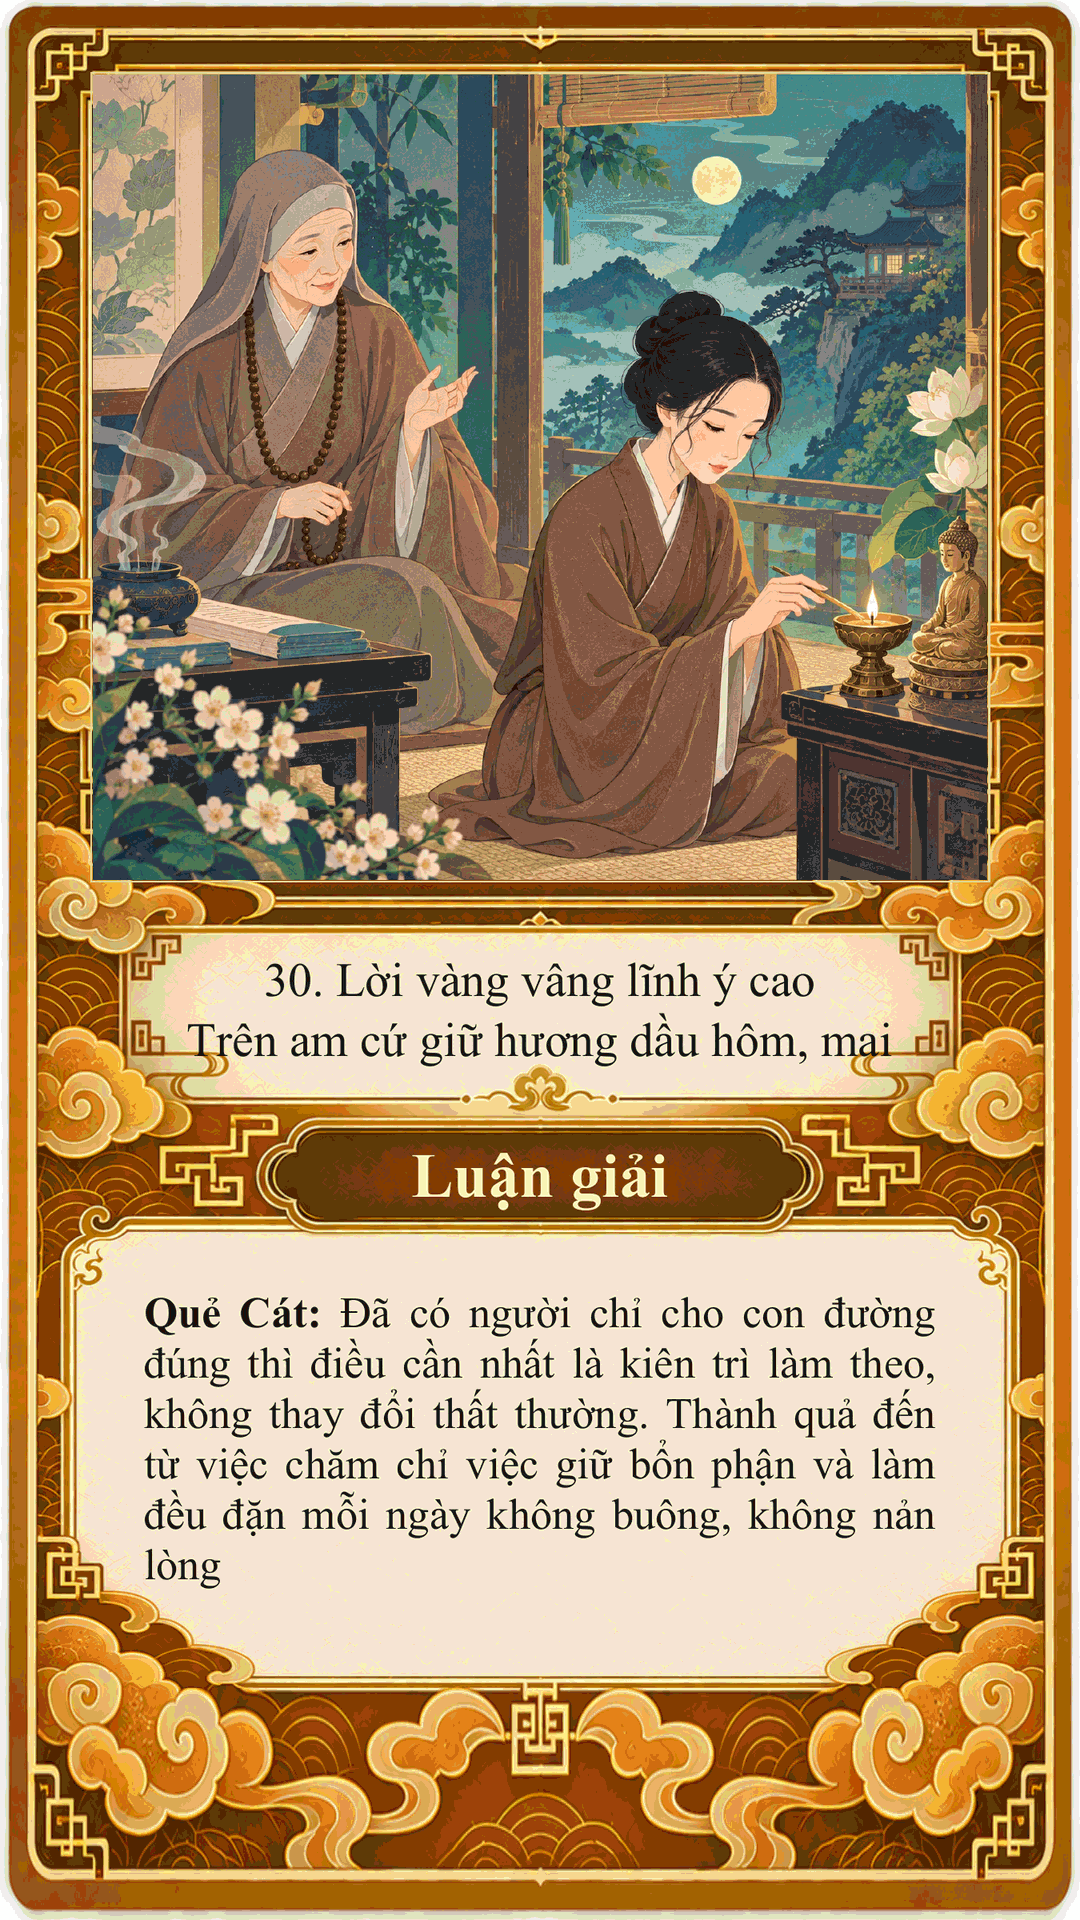 30. Lời vàng vâng lĩnh ý cao
Trên am cứ giữ hương dầu hôm, mai
Luận giải
Quẻ Cát: Đã có người chỉ cho con đường
đúng thì điều cần nhất là kiên trì làm theo,
không thay đổi thất thường. Thành quả đến
từ việc chăm chỉ việc giữ bổn phận và làm
đều đặn mỗi ngày không buông, không nản
lòng